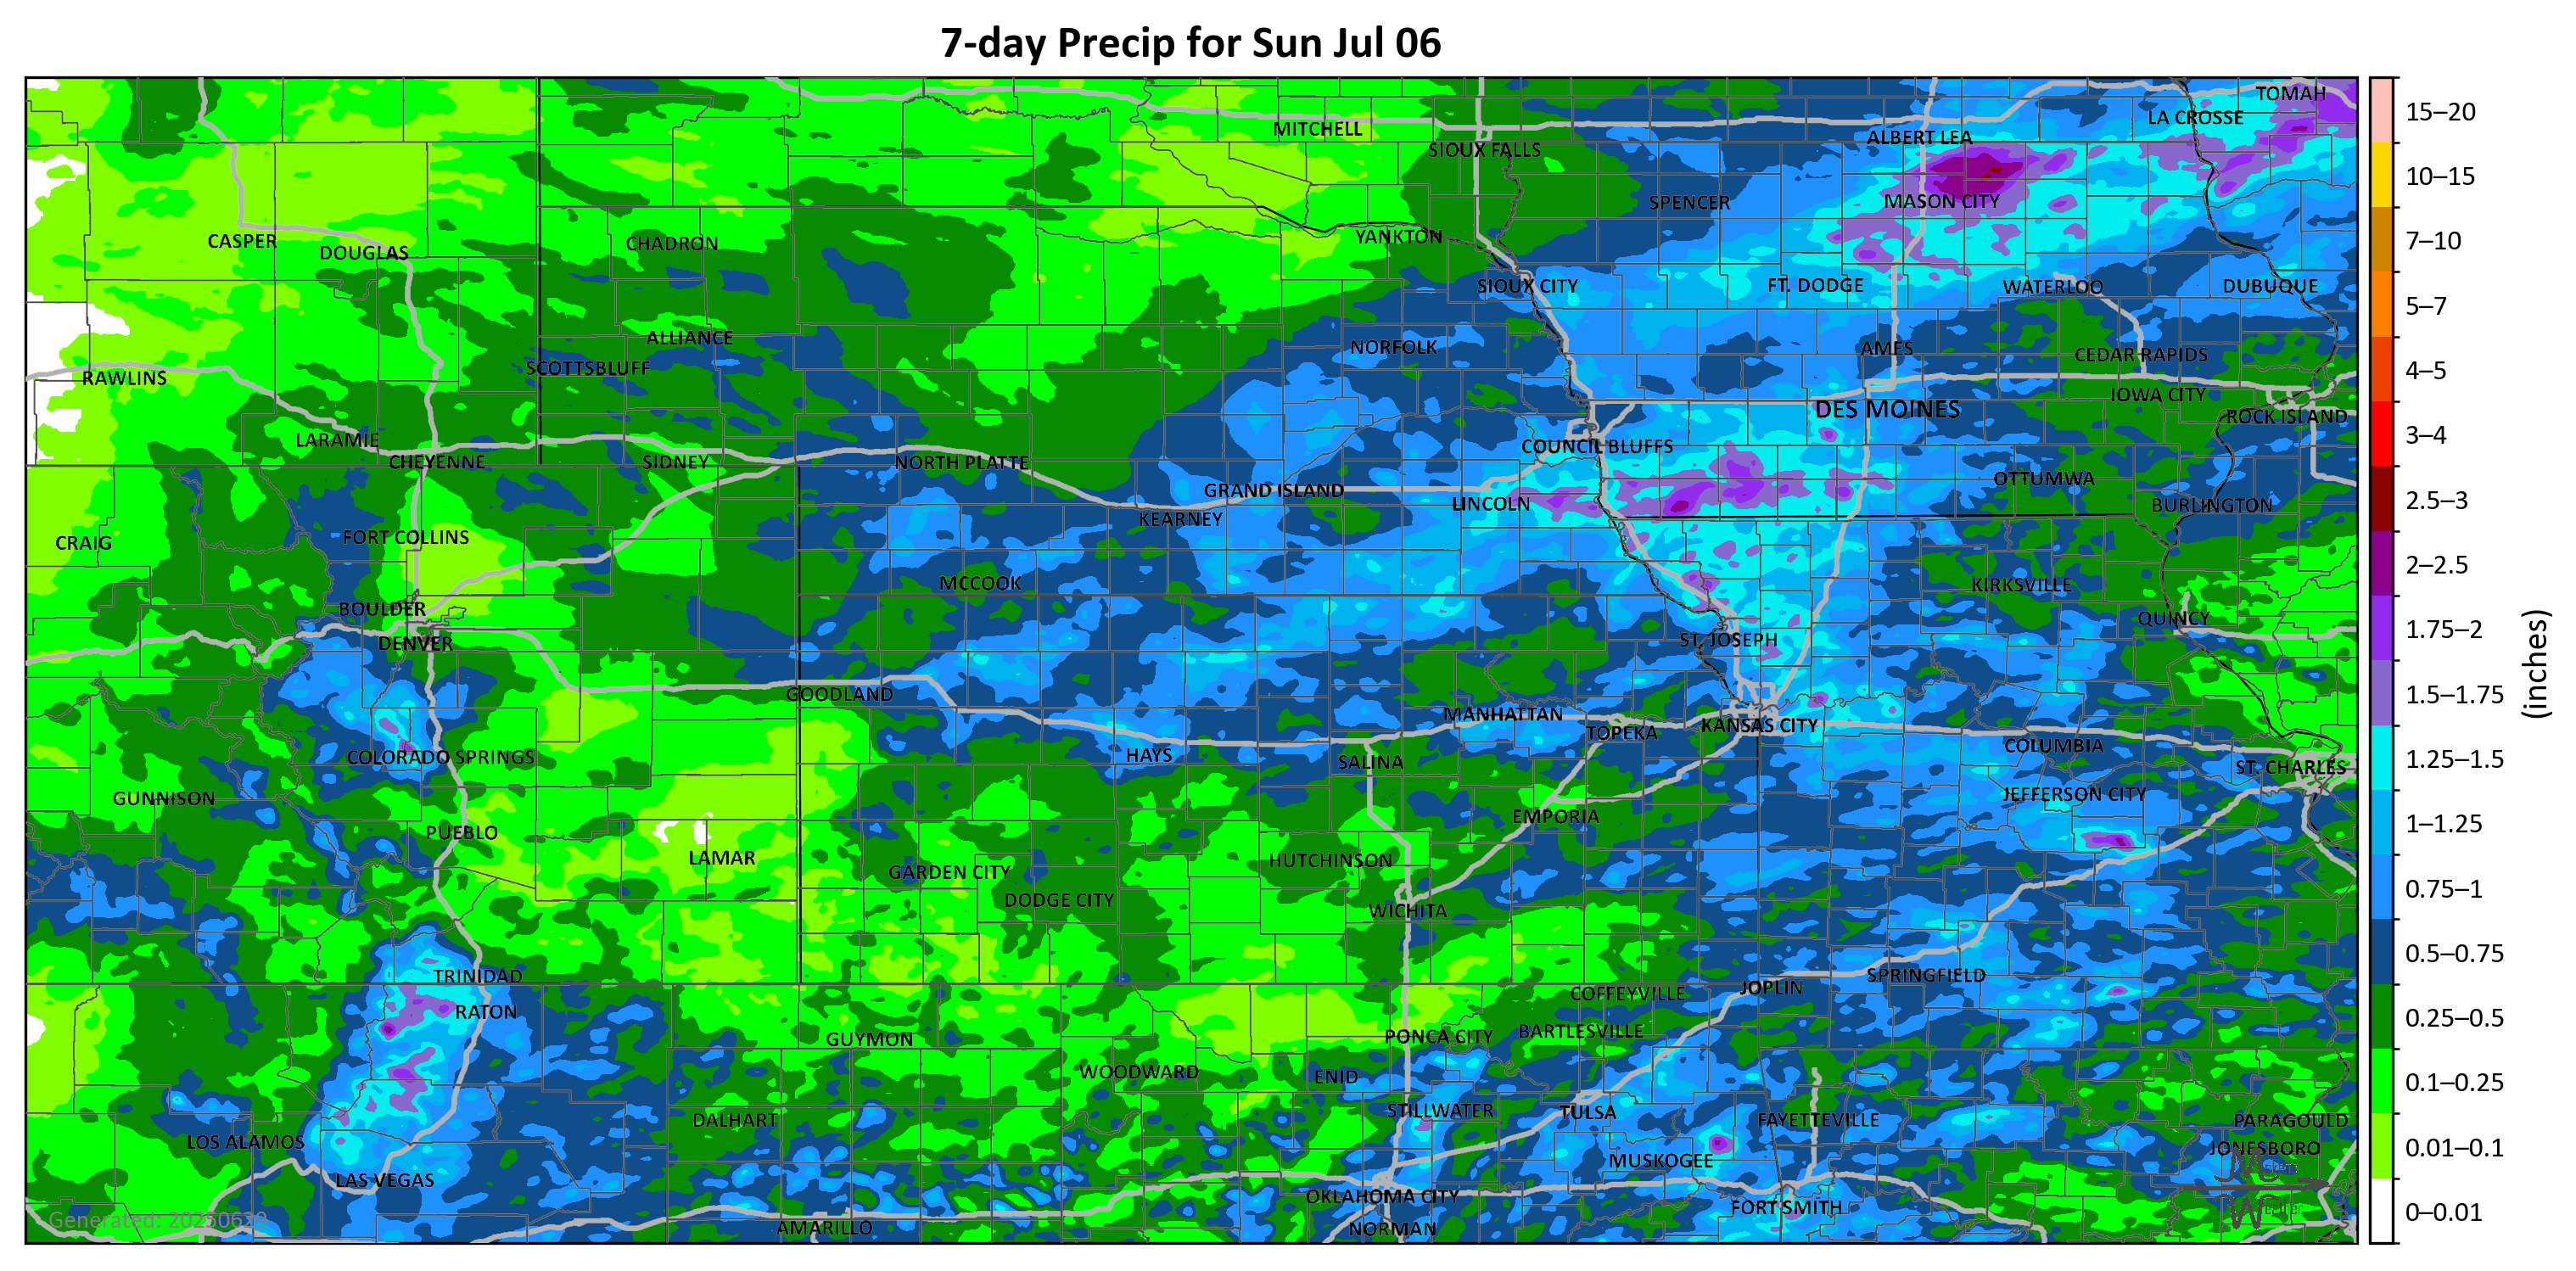 7-day Precip for Sun Jul 06
TOMAH
LA CROSSE
MITCHELL
ALBERT LEA
SIOUX FALLS
MASON CITY
SPENCER
YANKTON
CASPER
CHADRON
DOUGLAS
SIOUX CITY
FT. DODGE
WATERLOO
DUBUQUE
ALLIANCE
NORFOLK
AMES
CEDAR RAPIDS
SCOTTSBLUFF
RAWLINS
IOWA CITY
DES MOINES
ROCK ISLAND
LARAMIE
COUNCIL BLUFFS
CHEYENNE
SIDNEY
NORTH PLATTE
OTTUMWA
GRAND ISLAND
LINCOLN
BURLINGTON
KEARNEY
FORT COLLINS
CRAIG
MCCOOK
KIRKSVILLE
BOULDER
QUINCY
DENVER
ST. JOSEPH
GOODLAND
MANHATTAN
TOPEKA
KANSAS CITY
COLUMBIA
COLORADO SPRINGS
HAYS
SALINA
ST. CHARLES
GUNNISON
JEFFERSON CITY
EMPORIA
PUEBLO
LAMAR
HUTCHINSON
GARDEN CITY
DODGE CITY
WICHITA
TRINIDAD
SPRINGFIELD
JOPLIN
COFFEYVILLE
RATON
BARTLESVILLE
PONCA CITY
GUYMON
WOODWARD
ENID
STILLWATER
TULSA
DALHART
FAYETTEVILLE
PARAGOULD
LOS ALAMOS
JONESBORO
MUSKOGEE
LAS VEGAS
OKLAHOMA CITY
FORT SMITH
AMARILLO
NORMAN
Generated: 20250629
15–20
10–15
7–10
5–7
4–5
3–4
2.5–3
2–2.5
1.75–2
1.5–1.75
1.25–1.5
1–1.25
0.75–1
0.5–0.75
0.25–0.5
0.1–0.25
0.01–0.1
0–0.01
(inches)